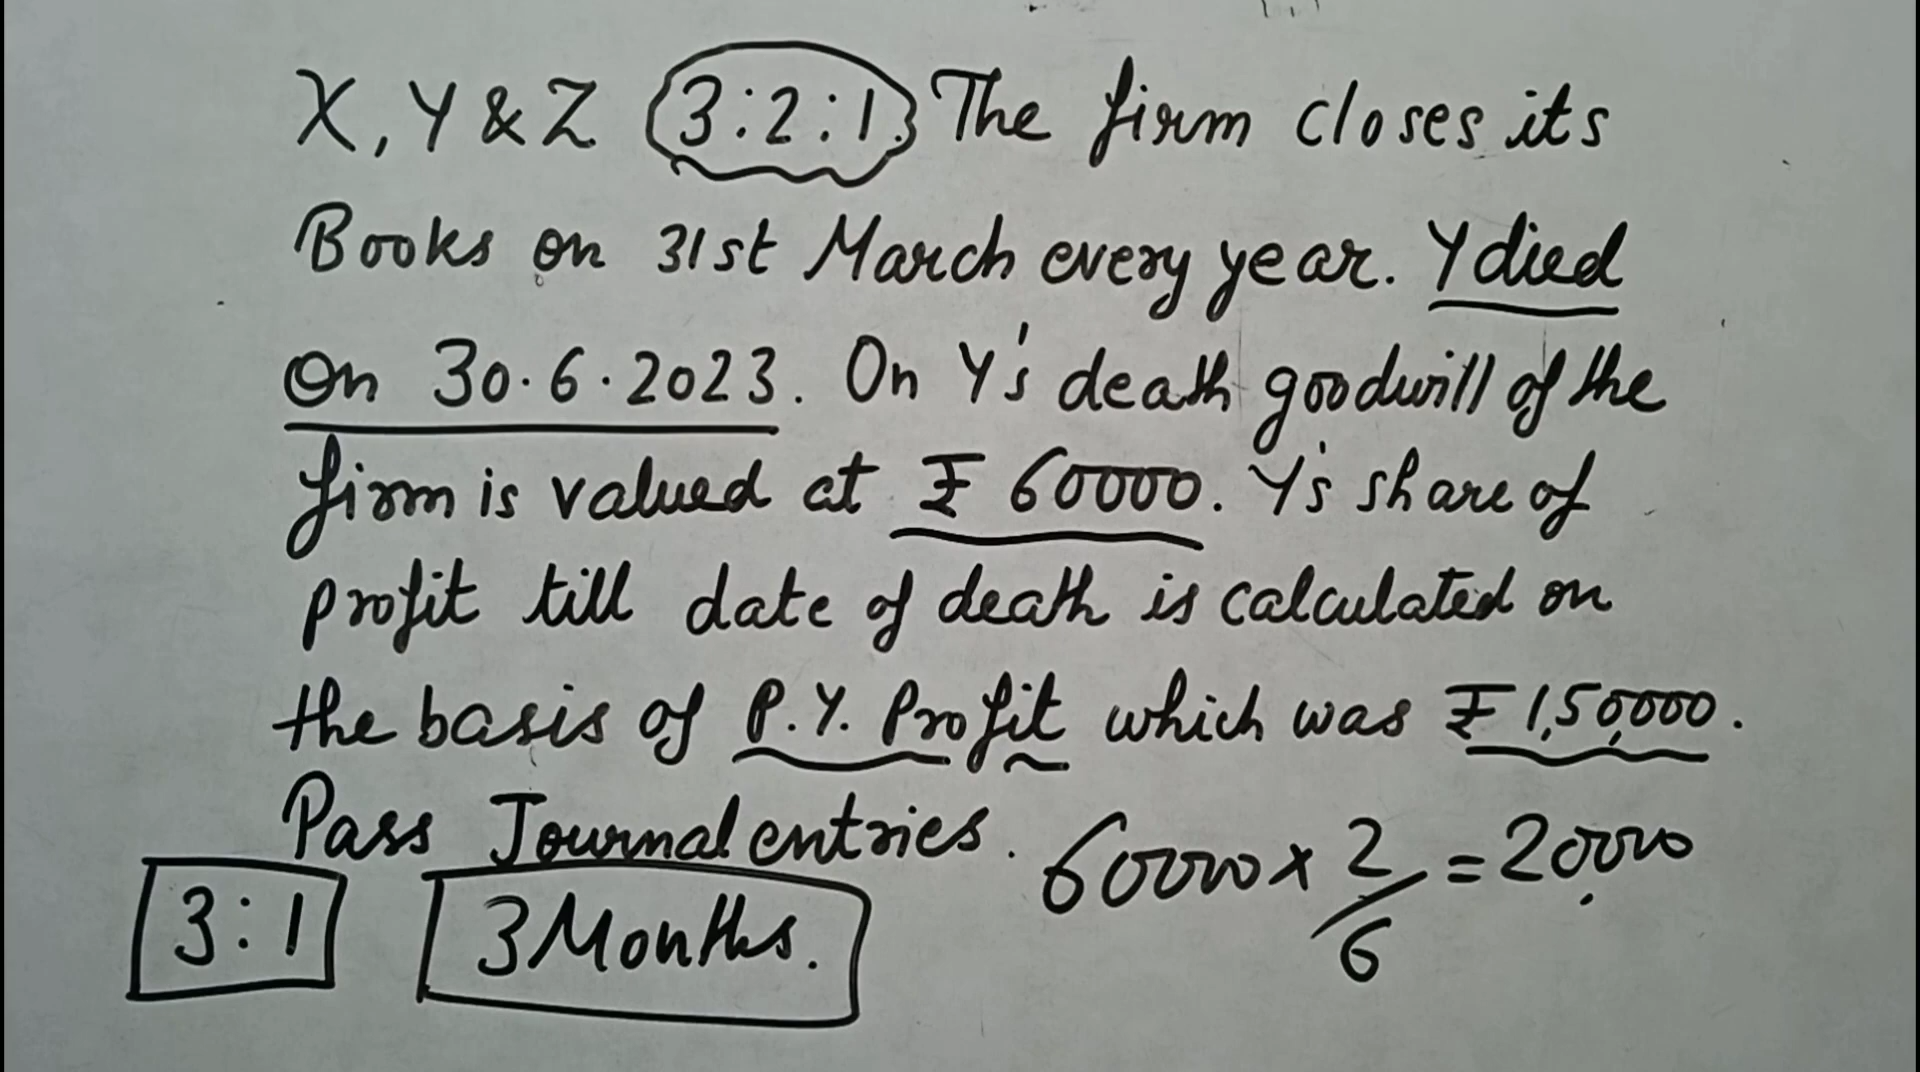 X, Y & Z (3:2:1) The firm closes its
Books on 31st March every year. Y died
on 30.6.2023. On Y's death goodwill of the
firm is valued at ₹ 60000. Y's share of
profit till date of death is calculated on
the basis of P.Y. Profit which was ₹ 1,50,000.
Pass Journal entries.
60000 × 2/6 = 20,000
3:1
3 Months.